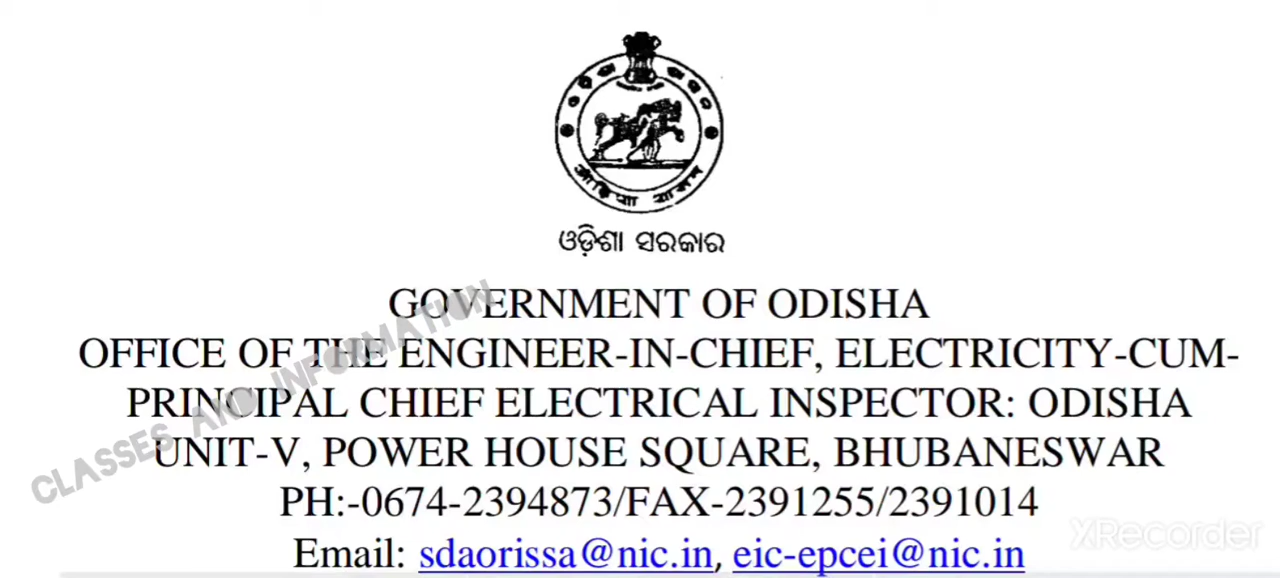 ଓଡ଼ିଶା ସରକାର
GOVERNMENT OF ODISHA
OFFICE OF THE ENGINEER-IN-CHIEF, ELECTRICITY-CUM-
PRINCIPAL CHIEF ELECTRICAL INSPECTOR: ODISHA
UNIT-V, POWER HOUSE SQUARE, BHUBANESWAR
PH:-0674-2394873/FAX-2391255/2391014
Email: sdaorissa@nic.in, eic-epcei@nic.in
CLASSES AND INFORMATION
XRecorder